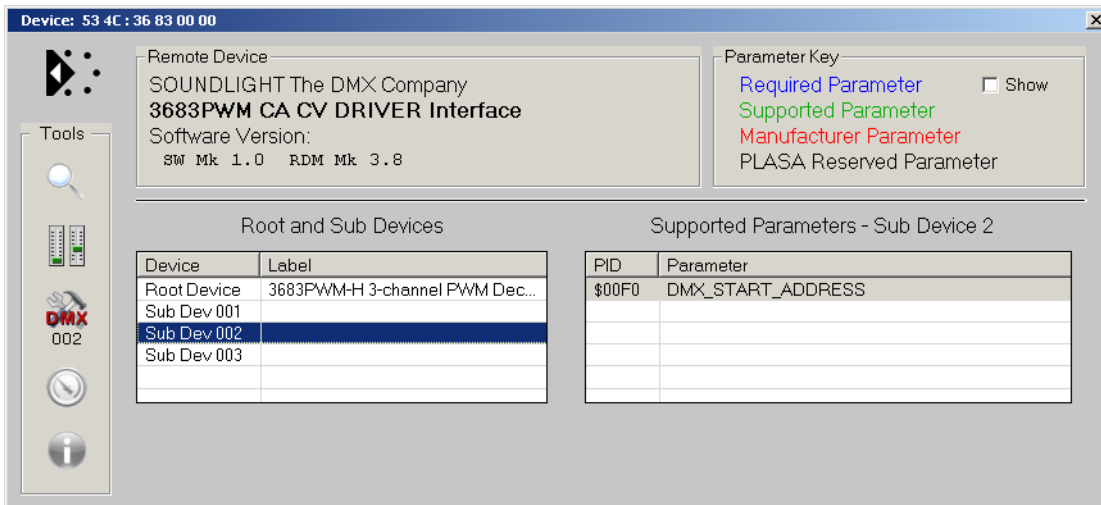 Device: 53 4C : 36 83 00 00
Remote Device
SOUNDLIGHT The DMX Company
3683PWM CA CV DRIVER Interface
Software Version:
SW Mk 1.0 RDM Mk 3.8
Parameter Key
Required Parameter Show
Supported Parameter
Manufacturer Parameter
PLASA Reserved Parameter
Tools
DMX
002
Root and Sub Devices
Device Label
Root Device 3683PWM-H 3-channel PWM Dec...
Sub Dev 001
Sub Dev 002
Sub Dev 003
Supported Parameters - Sub Device 2
PID Parameter
$00F0 DMX_START_ADDRESS